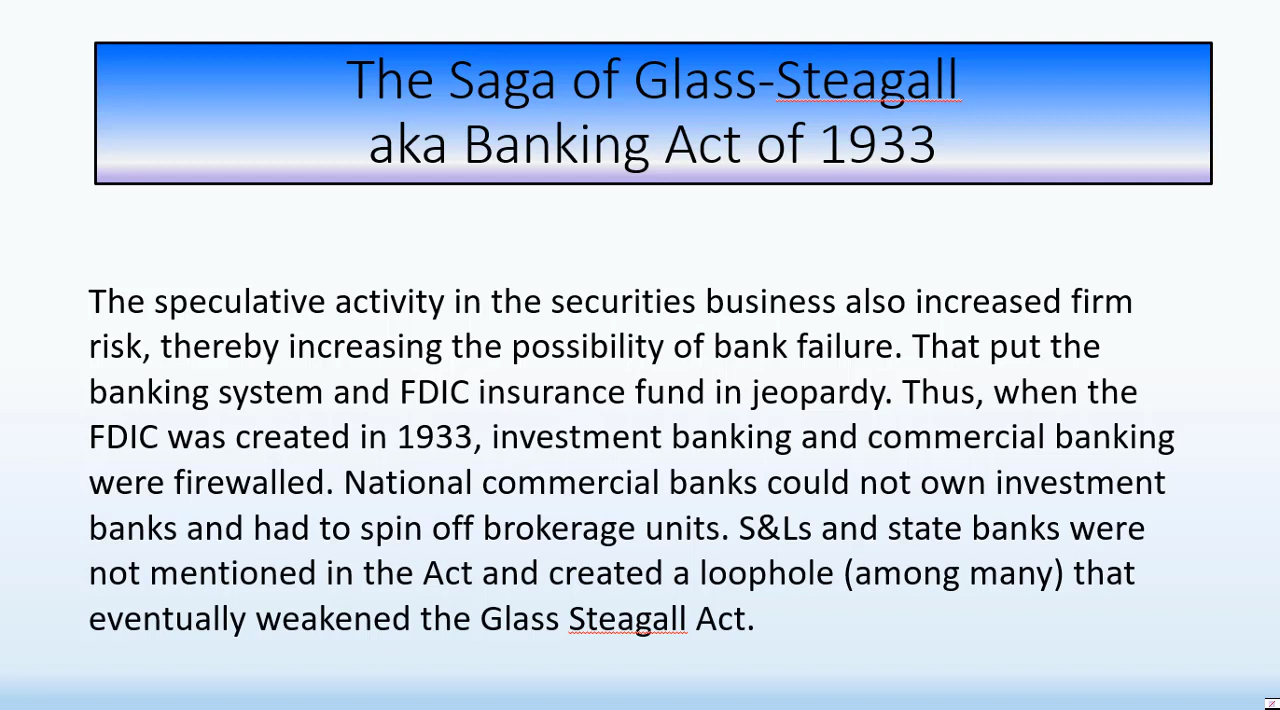 The Saga of Glass-Steagall
aka Banking Act of 1933
The speculative activity in the securities business also increased firm
risk, thereby increasing the possibility of bank failure. That put the
banking system and FDIC insurance fund in jeopardy. Thus, when the
FDIC was created in 1933, investment banking and commercial banking
were firewalled. National commercial banks could not own investment
banks and had to spin off brokerage units. S&Ls and state banks were
not mentioned in the Act and created a loophole (among many) that
eventually weakened the Glass Steagall Act.